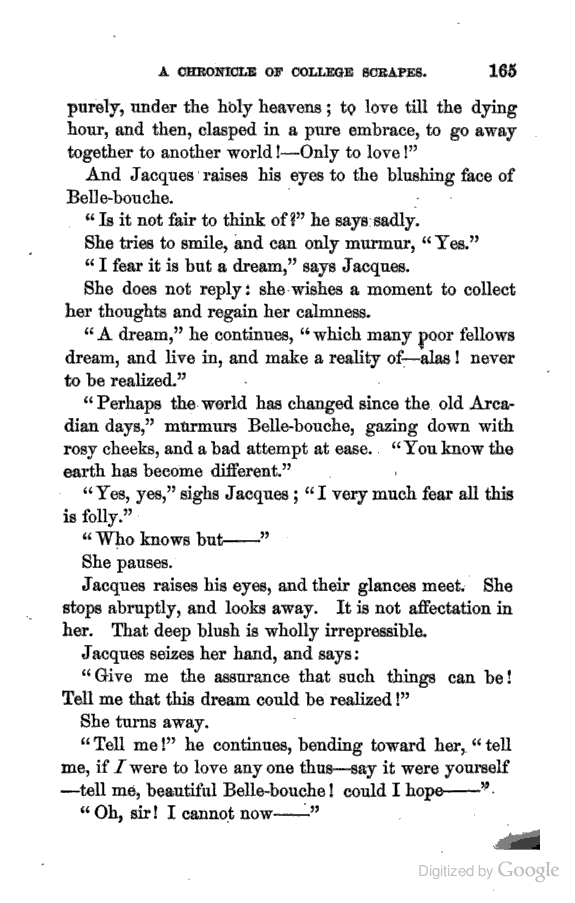 A CHRONICLE OF COLLEGE SCRAPES. 165
purely, under the holy heavens; to love till the dying
hour, and then, clasped in a pure embrace, to go away
together to another world!—Only to love!”
And Jacques raises his eyes to the blushing face of
Belle-bouche.
“Is it not fair to think of?” he says sadly.
She tries to smile, and can only murmur, “Yes.”
“I fear it is but a dream,” says Jacques.
She does not reply: she wishes a moment to collect
her thoughts and regain her calmness.
“A dream,” he continues, “which many poor fellows
dream, and live in, and make a reality of—alas! never
to be realized.”
“Perhaps the world has changed since the old Arca-
dian days,” murmurs Belle-bouche, gazing down with
rosy cheeks, and a bad attempt at ease. “You know the
earth has become different.”
“Yes, yes,” sighs Jacques; “I very much fear all this
is folly.”
“Who knows but——”
She pauses.
Jacques raises his eyes, and their glances meet. She
stops abruptly, and looks away. It is not affectation in
her. That deep blush is wholly irrepressible.
Jacques seizes her hand, and says:
“Give me the assurance that such things can be!
Tell me that this dream could be realized!”
She turns away.
“Tell me!” he continues, bending toward her, “tell
me, if I were to love any one thus—say it were yourself
—tell me, beautiful Belle-bouche! could I hope——”
“Oh, sir! I cannot now——”
Digitized by Google